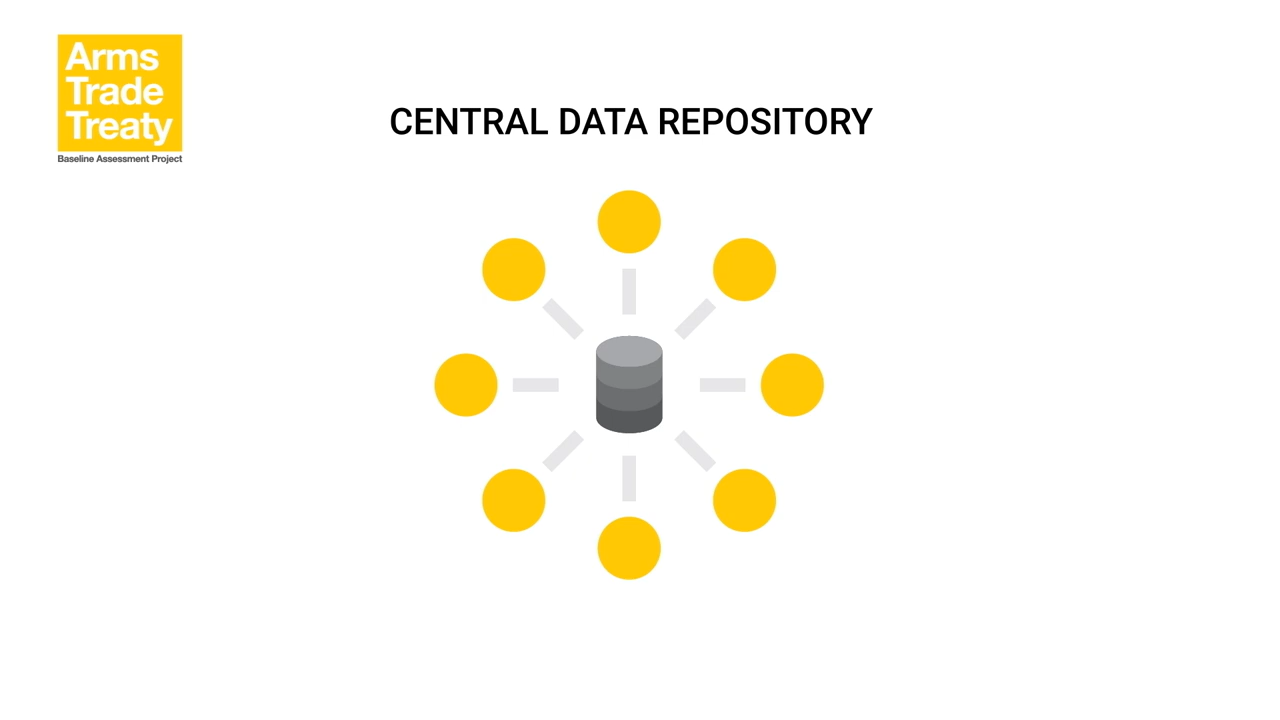 Arms
Trade
Treaty
Baseline Assessment Project
CENTRAL DATA REPOSITORY